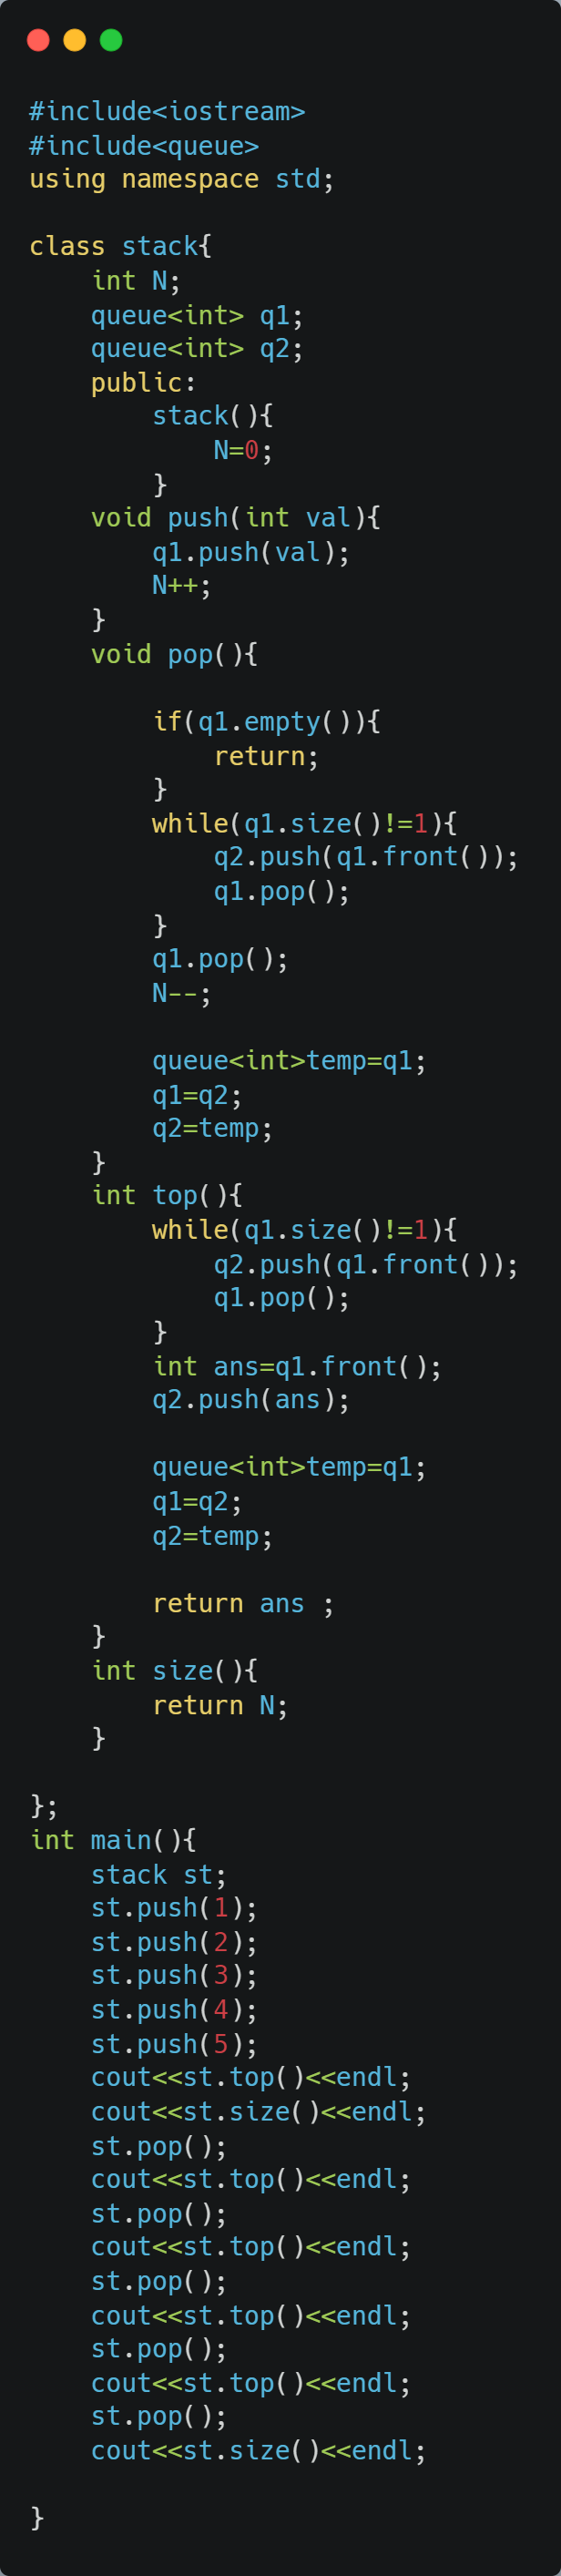 #include<iostream>
#include<queue>
using namespace std;

class stack{
    int N;
    queue<int> q1;
    queue<int> q2;
    public:
        stack(){
            N=0;
        }
    void push(int val){
        q1.push(val);
        N++;
    }
    void pop(){

        if(q1.empty()){
            return;
        }
        while(q1.size()!=1){
            q2.push(q1.front());
            q1.pop();
        }
        q1.pop();
        N--;

        queue<int>temp=q1;
        q1=q2;
        q2=temp;
    }
    int top(){
        while(q1.size()!=1){
            q2.push(q1.front());
            q1.pop();
        }
        int ans=q1.front();
        q2.push(ans);

        queue<int>temp=q1;
        q1=q2;
        q2=temp;

        return ans ;
    }
    int size(){
        return N;
    }

};
int main(){
    stack st;
    st.push(1);
    st.push(2);
    st.push(3);
    st.push(4);
    st.push(5);
    cout<<st.top()<<endl;
    cout<<st.size()<<endl;
    st.pop();
    cout<<st.top()<<endl;
    st.pop();
    cout<<st.top()<<endl;
    st.pop();
    cout<<st.top()<<endl;
    st.pop();
    cout<<st.top()<<endl;
    st.pop();
    cout<<st.size()<<endl;

}